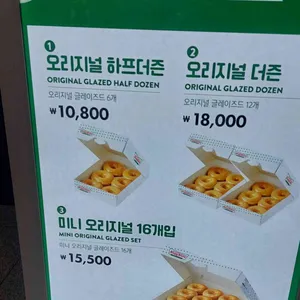 1
오리지널 하프더즌
ORIGINAL GLAZED HALF DOZEN
오리지널 글레이즈드 6개
₩10,800
2
오리지널 더즌
ORIGINAL GLAZED DOZEN
오리지널 글레이즈드 12개
₩18,000
3
미니 오리지널 16개입
MINI ORIGINAL GLAZED SET
미니 오리지널 글레이즈드 16개
₩15,500